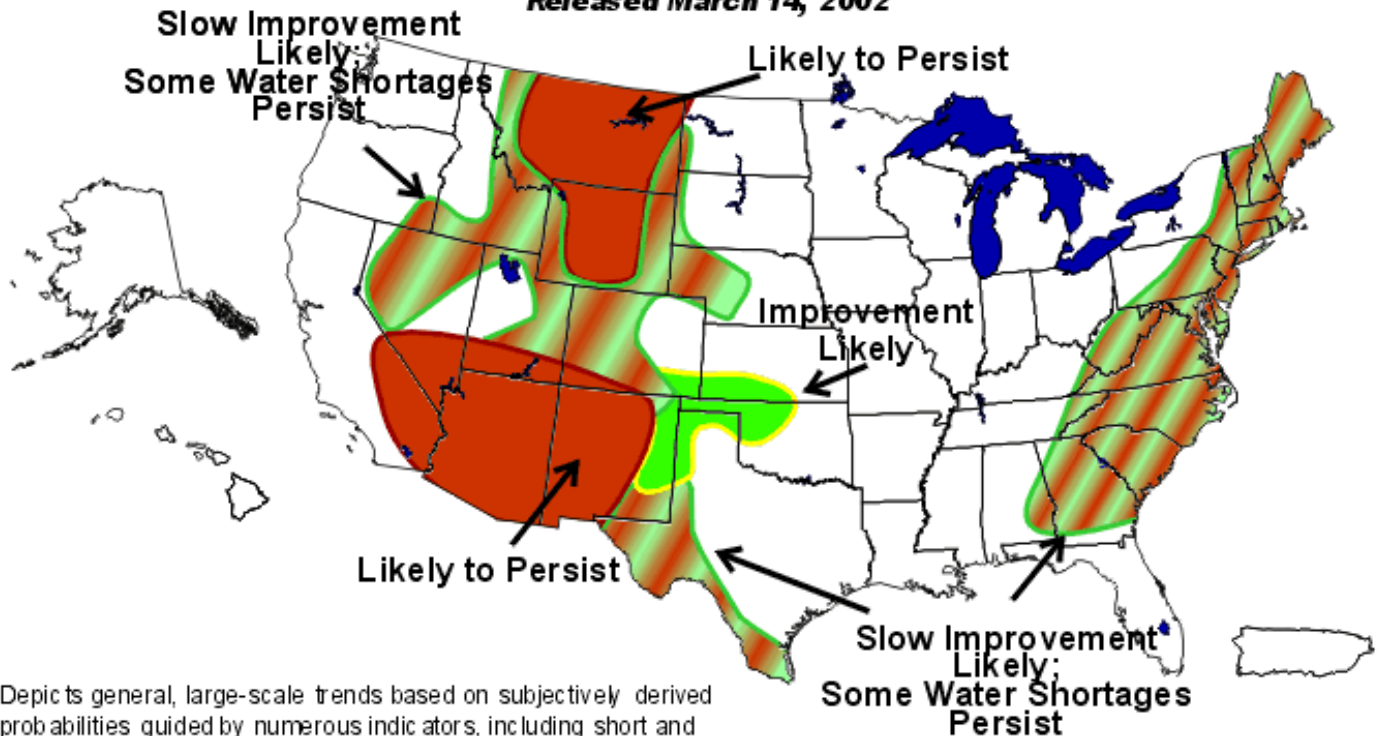 Released March 14, 2002
Slow Improvement
Likely;
Some Water Shortages
Persist
Likely to Persist
Improvement
Likely
Likely to Persist
Slow Improvement
Likely;
Some Water Shortages
Persist
Depicts general, large-scale trends based on subjectively derived
probabilities guided by numerous indicators, including short and